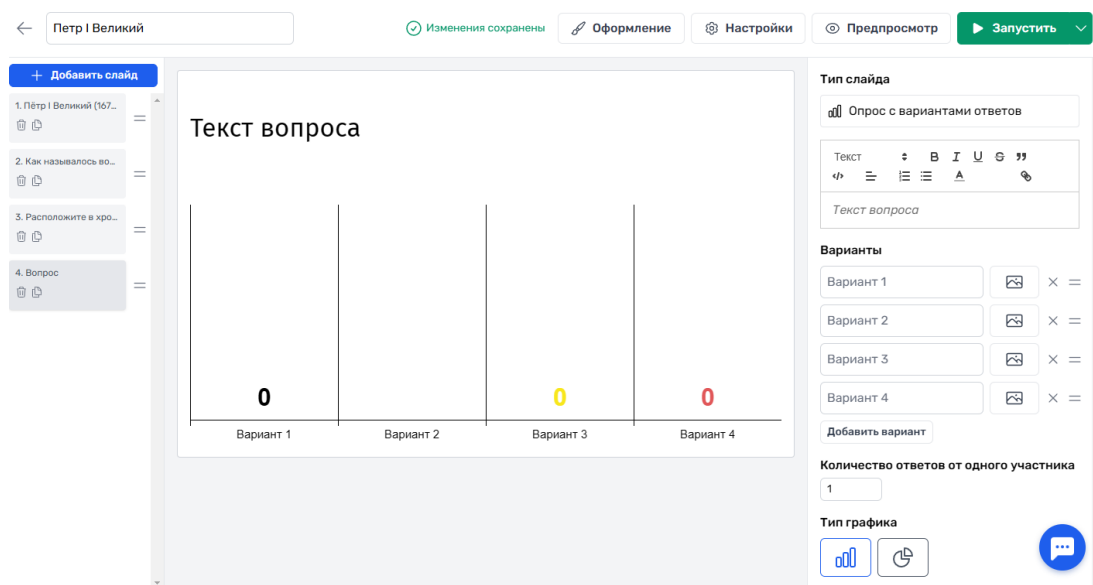 Петр I Великий
Изменения сохранены
Оформление
Настройки
Предпросмотр
Запустить
Добавить слайд
1. Пётр I Великий (167...
2. Как называлось во...
3. Расположите в хро...
4. Вопрос
Текст вопроса
0
0
0
Вариант 1
Вариант 2
Вариант 3
Вариант 4
Тип слайда
Опрос с вариантами ответов
Текст
Текст вопроса
Варианты
Вариант 1
Вариант 2
Вариант 3
Вариант 4
Добавить вариант
Количество ответов от одного участника
1
Тип графика